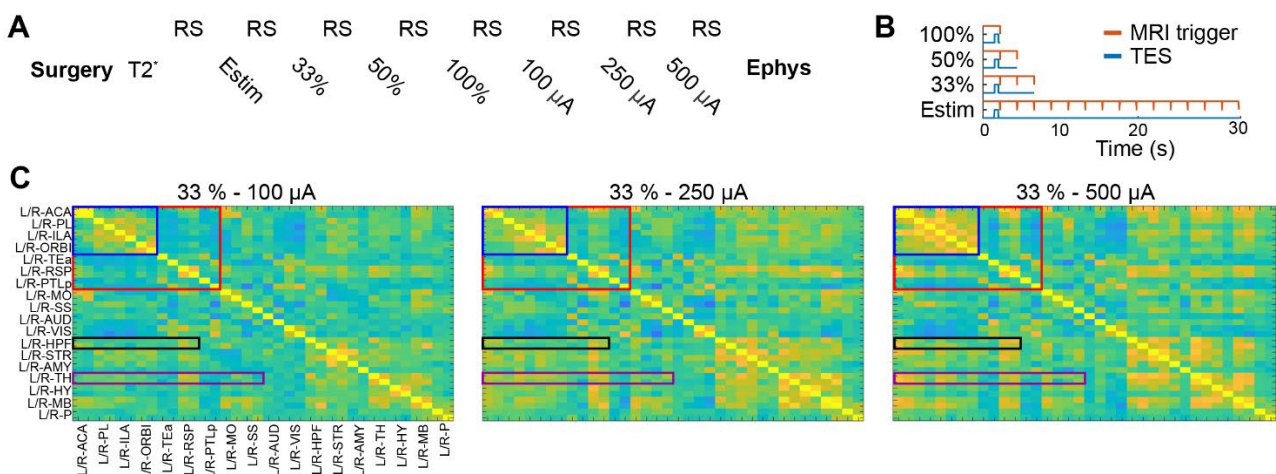 A
RS RS RS RS RS RS RS
Surgery T2* Estim 33% 50% 100% 100 µA 250 µA 500 µA Ephys
B
100%
50%
33%
Estim
MRI trigger
TES
0 10 20 30
Time (s)
C
33 % - 100 µA
33 % - 250 µA
33 % - 500 µA
L/R-ACA
L/R-PL
L/R-ILA
L/R-ORBI
L/R-TEa
L/R-RSP
L/R-PTLp
L/R-MO
L/R-SS
L/R-AUD
L/R-VIS
L/R-HPF
L/R-STR
L/R-AMY
L/R-TH
L/R-HY
L/R-MB
L/R-P
L/R-ACA
L/R-PL
L/R-ILA
/R-ORBI
L/R-TEa
L/R-RSP
/R-PTLp
L/R-MO
L/R-SS
L/R-AUD
L/R-VIS
L/R-HPF
L/R-STR
L/R-AMY
L/R-TH
L/R-HY
L/R-MB
L/R-P